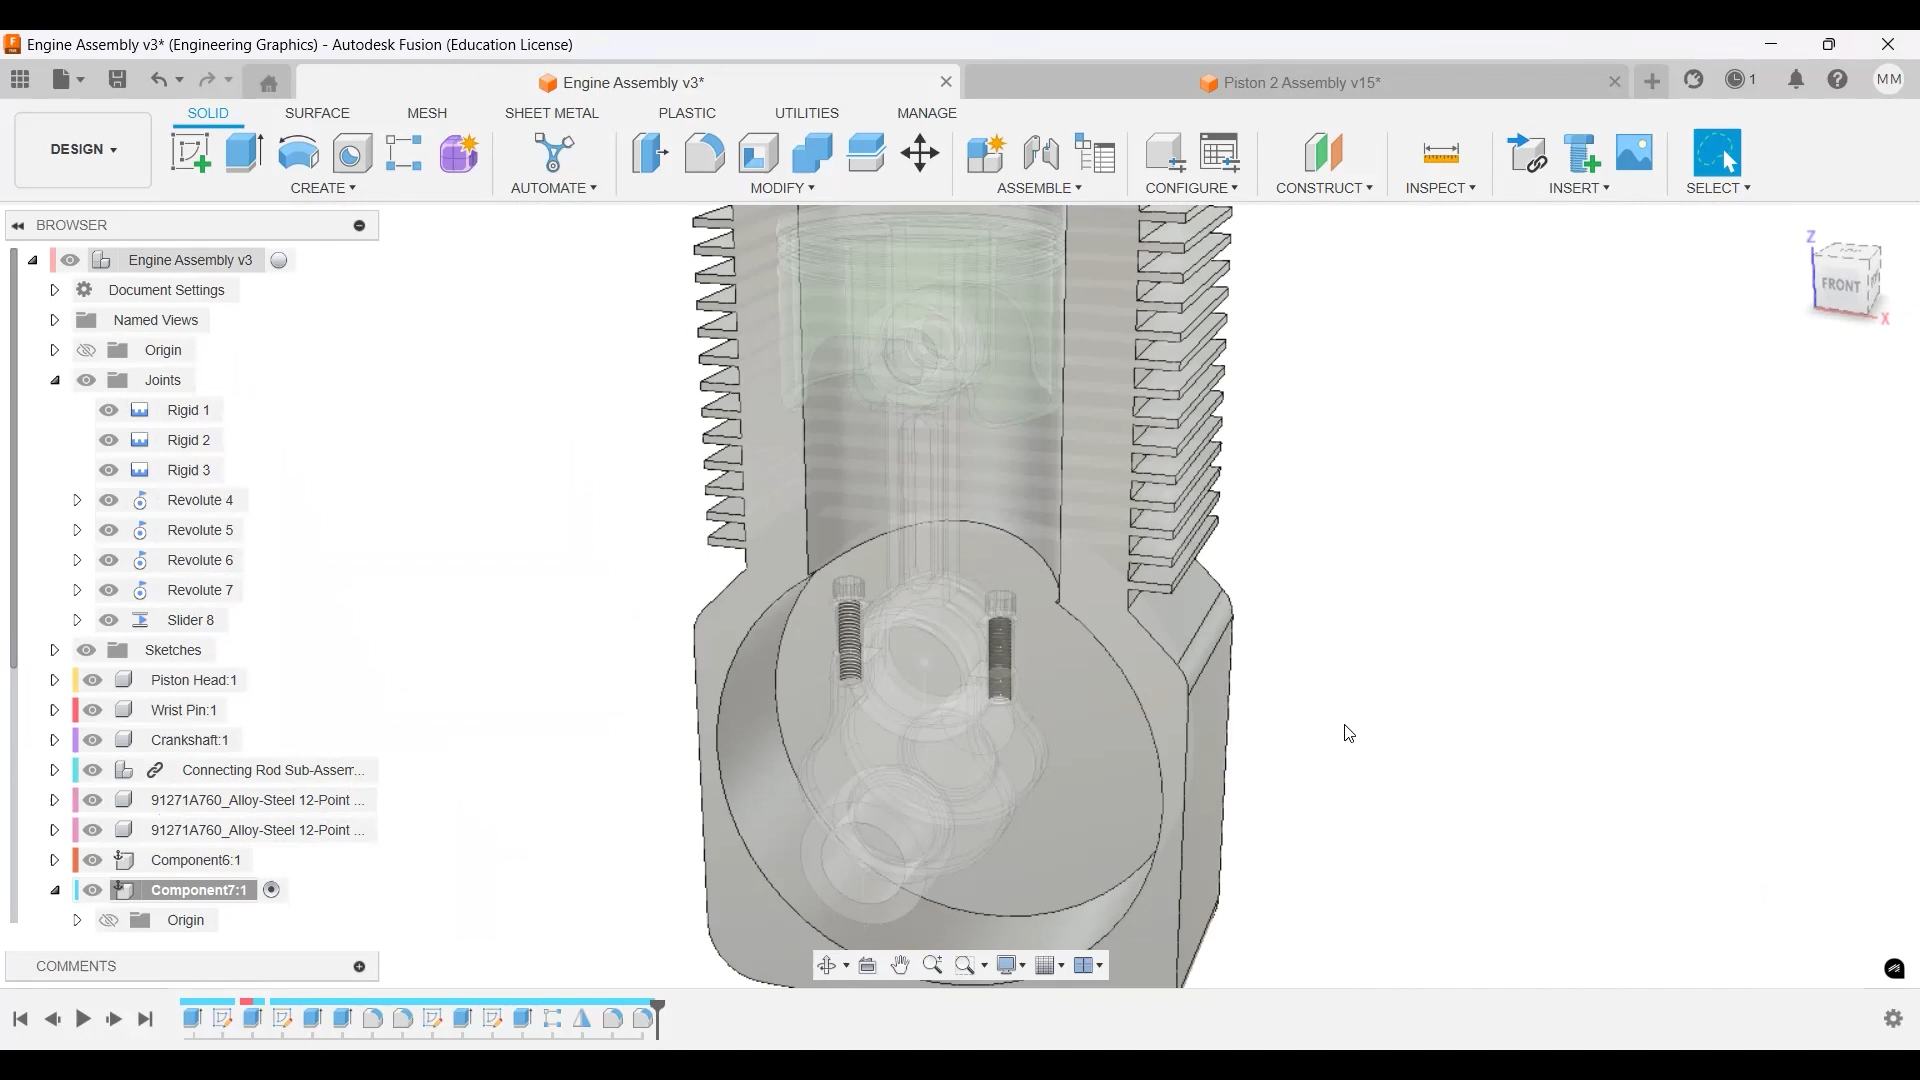 Engine Assembly v3* (Engineering Graphics) - Autodesk Fusion (Education License)
Engine Assembly v3*
Piston 2 Assembly v15*
1
MM
DESIGN
SOLID
SURFACE
MESH
SHEET METAL
PLASTIC
UTILITIES
MANAGE
CREATE
AUTOMATE
MODIFY
ASSEMBLE
CONFIGURE
CONSTRUCT
INSPECT
INSERT
SELECT
BROWSER
Engine Assembly v3
Document Settings
Named Views
Origin
Joints
Rigid 1
Rigid 2
Rigid 3
Revolute 4
Revolute 5
Revolute 6
Revolute 7
Slider 8
Sketches
Piston Head:1
Wrist Pin:1
Crankshaft:1
Connecting Rod Sub-Assem...
91271A760_Alloy-Steel 12-Point ...
91271A760_Alloy-Steel 12-Point ...
Component6:1
Component7:1
Origin
COMMENTS
Z
FRONT
X